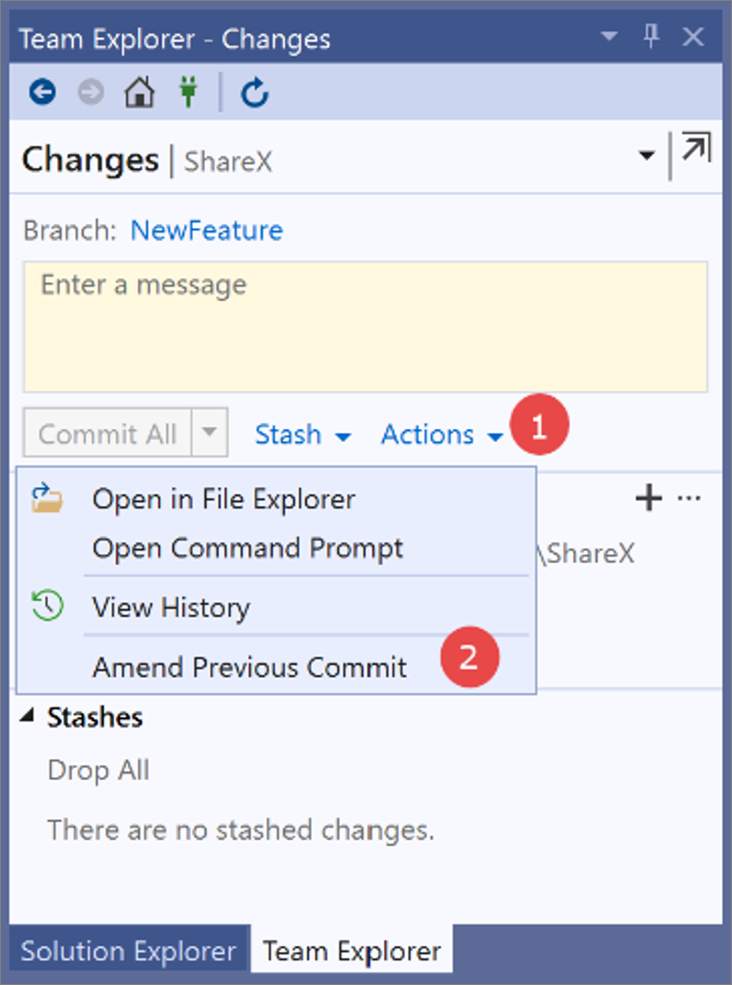 Team Explorer - Changes
Changes | ShareX
Branch: NewFeature
Enter a message
Commit All Stash Actions 1
Open in File Explorer
Open Command Prompt
\ShareX
View History
Amend Previous Commit 2
Stashes
Drop All
There are no stashed changes.
Solution Explorer Team Explorer